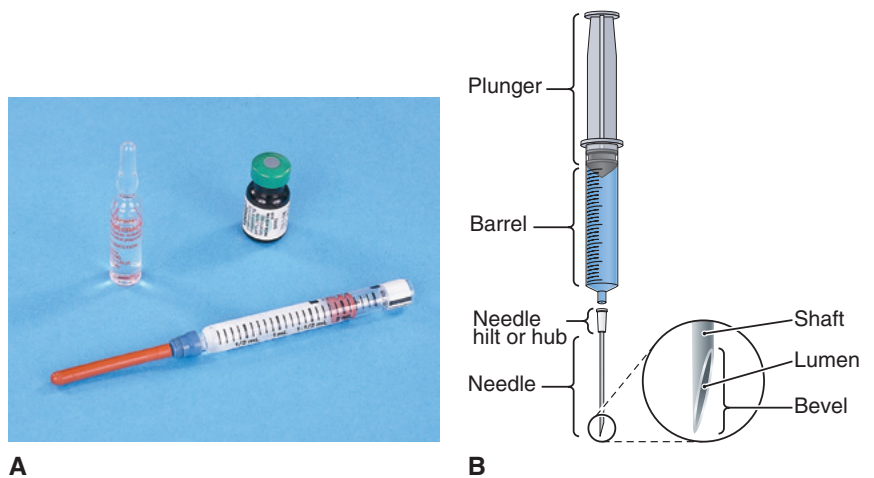 Plunger
Barrel
Needle
hilt or hub
Needle
Shaft
Lumen
Bevel
A
B